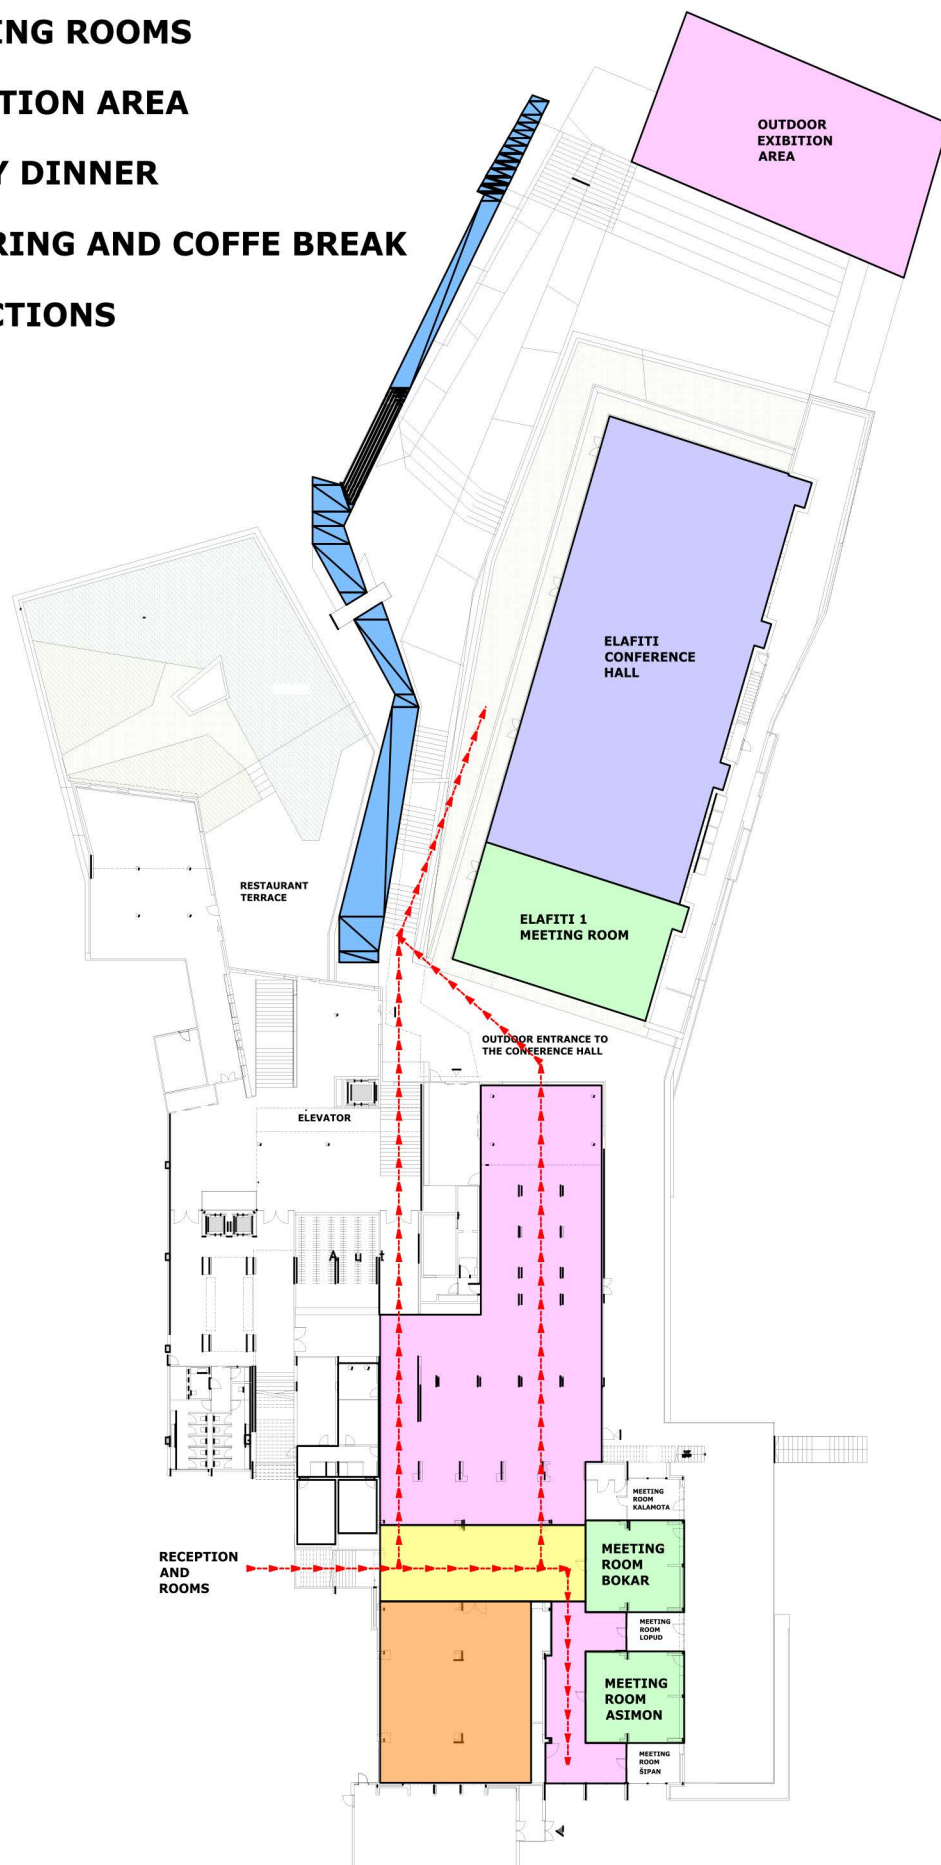 ING ROOMS
TION AREA
Y DINNER
RING AND COFFE BREAK
CTIONS
OUTDOOR
EXIBITION
AREA
ELAFITI
CONFERENCE
HALL
RESTAURANT
TERRACE
ELAFITI 1
MEETING ROOM
OUTDOOR ENTRANCE TO
THE CONFERENCE HALL
ELEVATOR
A u t
MEETING
ROOM
KALAMOTA
RECEPTION
AND
ROOMS
MEETING
ROOM
BOKAR
MEETING
ROOM
LOPUD
MEETING
ROOM
ASIMON
MEETING
ROOM
ŠIPAN